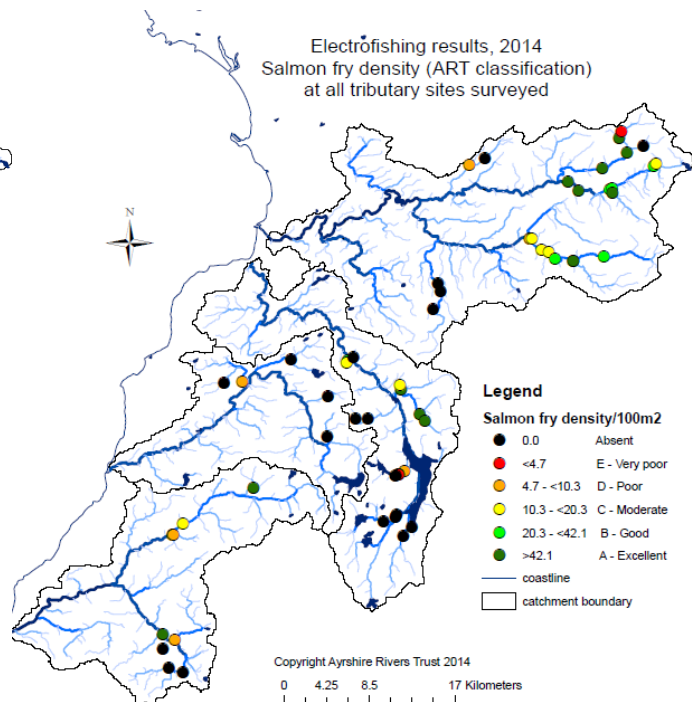 Electrofishing results, 2014
Salmon fry density (ART classification)
at all tributary sites surveyed
N
Legend
Salmon fry density/100m2
0.0 Absent
<4.7 E - Very poor
4.7 - <10.3 D - Poor
10.3 - <20.3 C - Moderate
20.3 - <42.1 B - Good
>42.1 A - Excellent
coastline
catchment boundary
Copyright Ayrshire Rivers Trust 2014
0 4.25 8.5 17 Kilometers